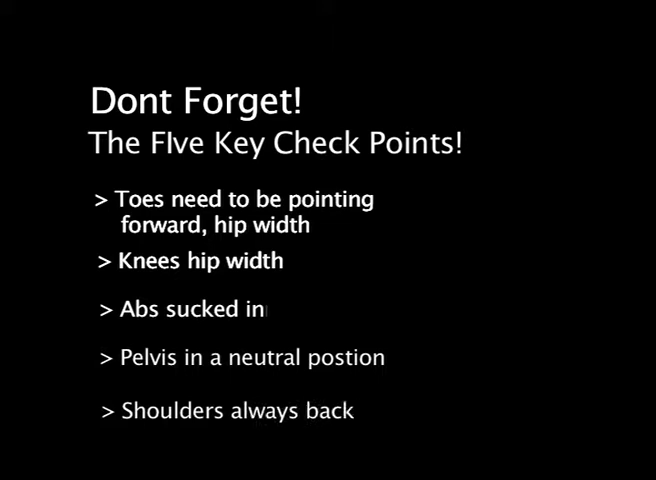 Dont Forget!
The FIve Key Check Points!
> Toes need to be pointing
forward, hip width
> Knees hip width
> Abs sucked in
> Pelvis in a neutral postion
> Shoulders always back